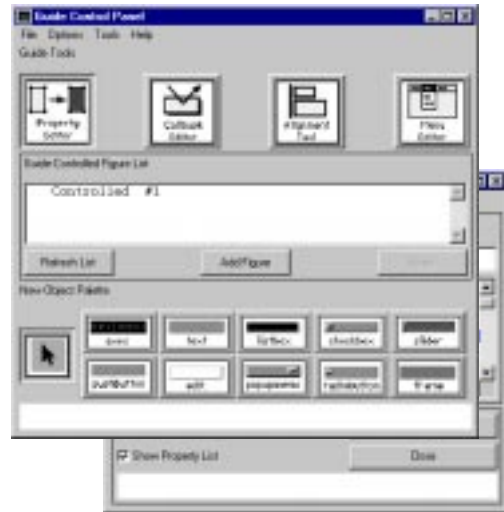 Guide Control Panel
File Options Tools Help
Guide Tools
Property Editor
Callback Editor
Alignment Tool
Menu Editor
Guide Controlled Figure List
Controlled #1
Refresh List
Add Figure
New Object Palette
axes
text
listbox
checkbox
slider
pushbutton
edit
popupmenu
radiobutton
frame
Show Property List
Close